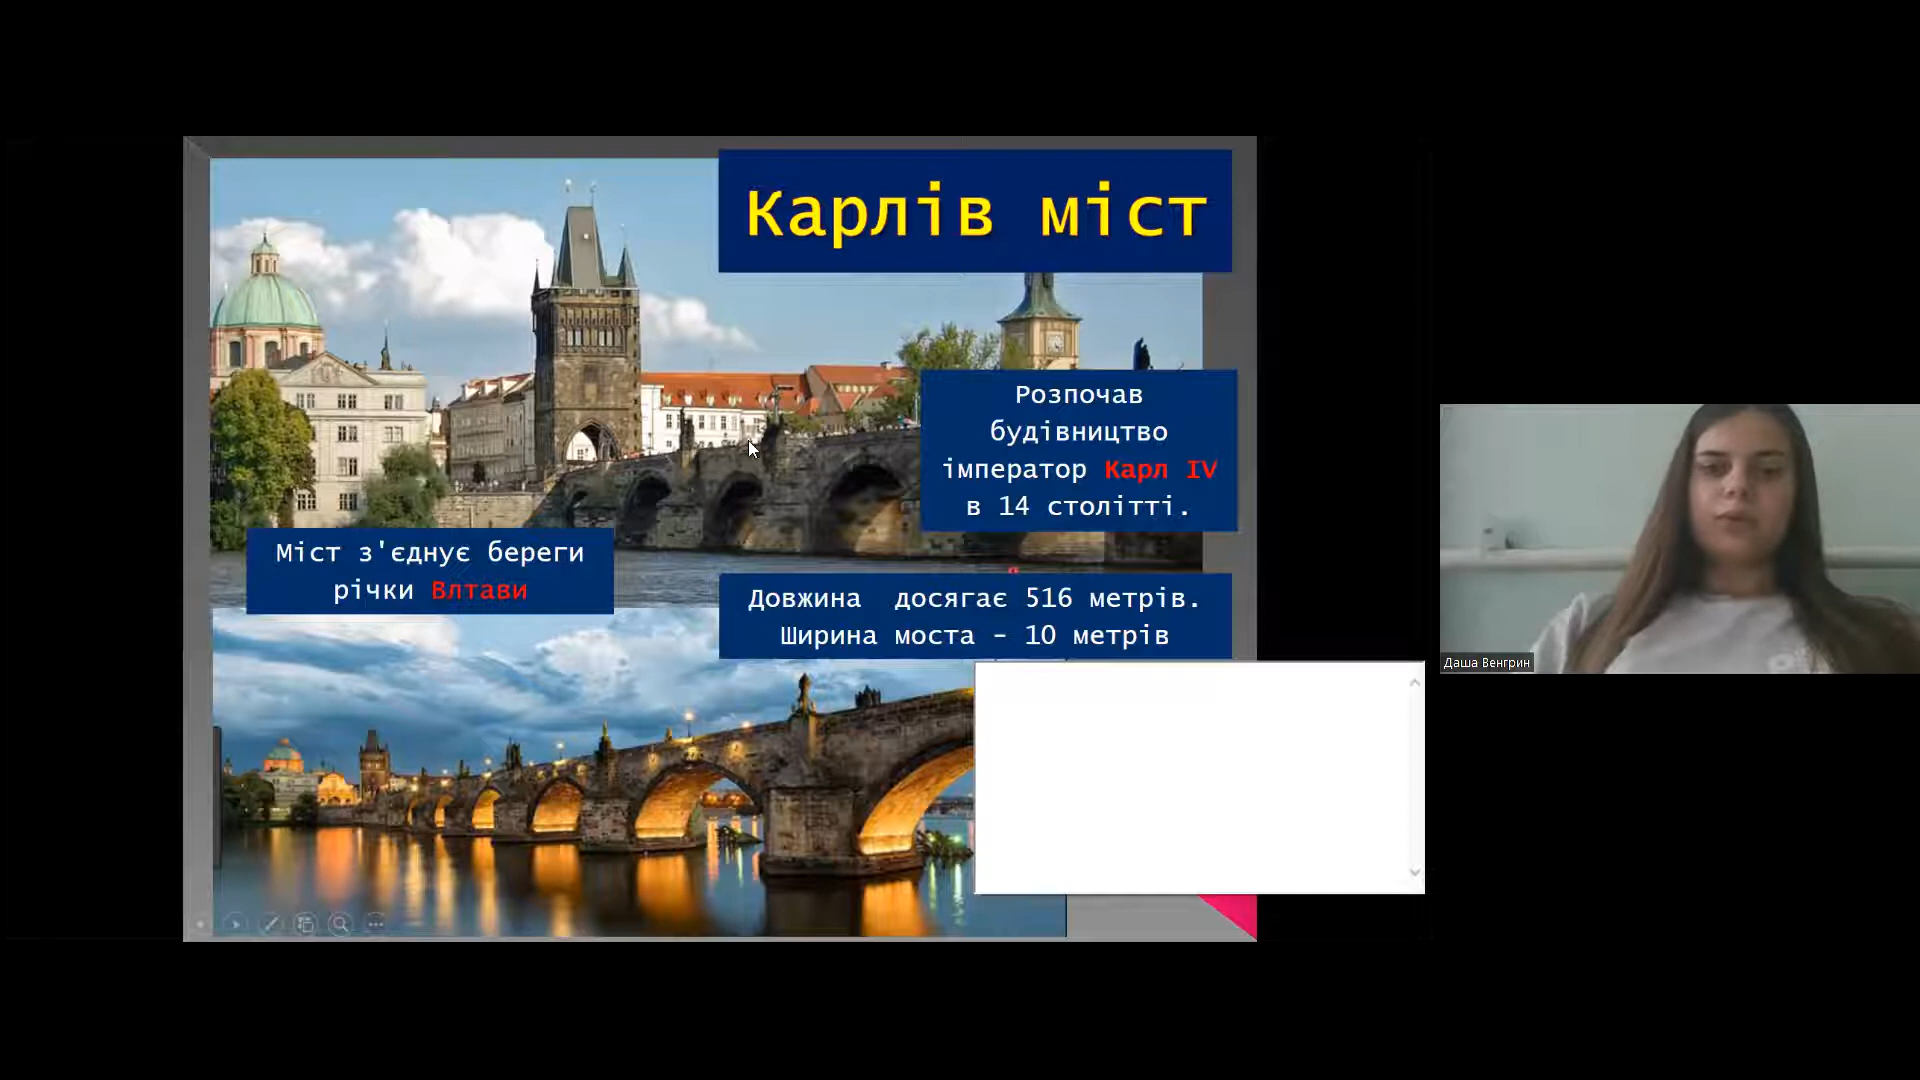 Карлів міст
Розпочав
будівництво
імператор Карл IV
в 14 столітті.
Міст з'єднує береги
річки Влтави
Довжина досягає 516 метрів.
Ширина моста - 10 метрів
Даша Венгрин